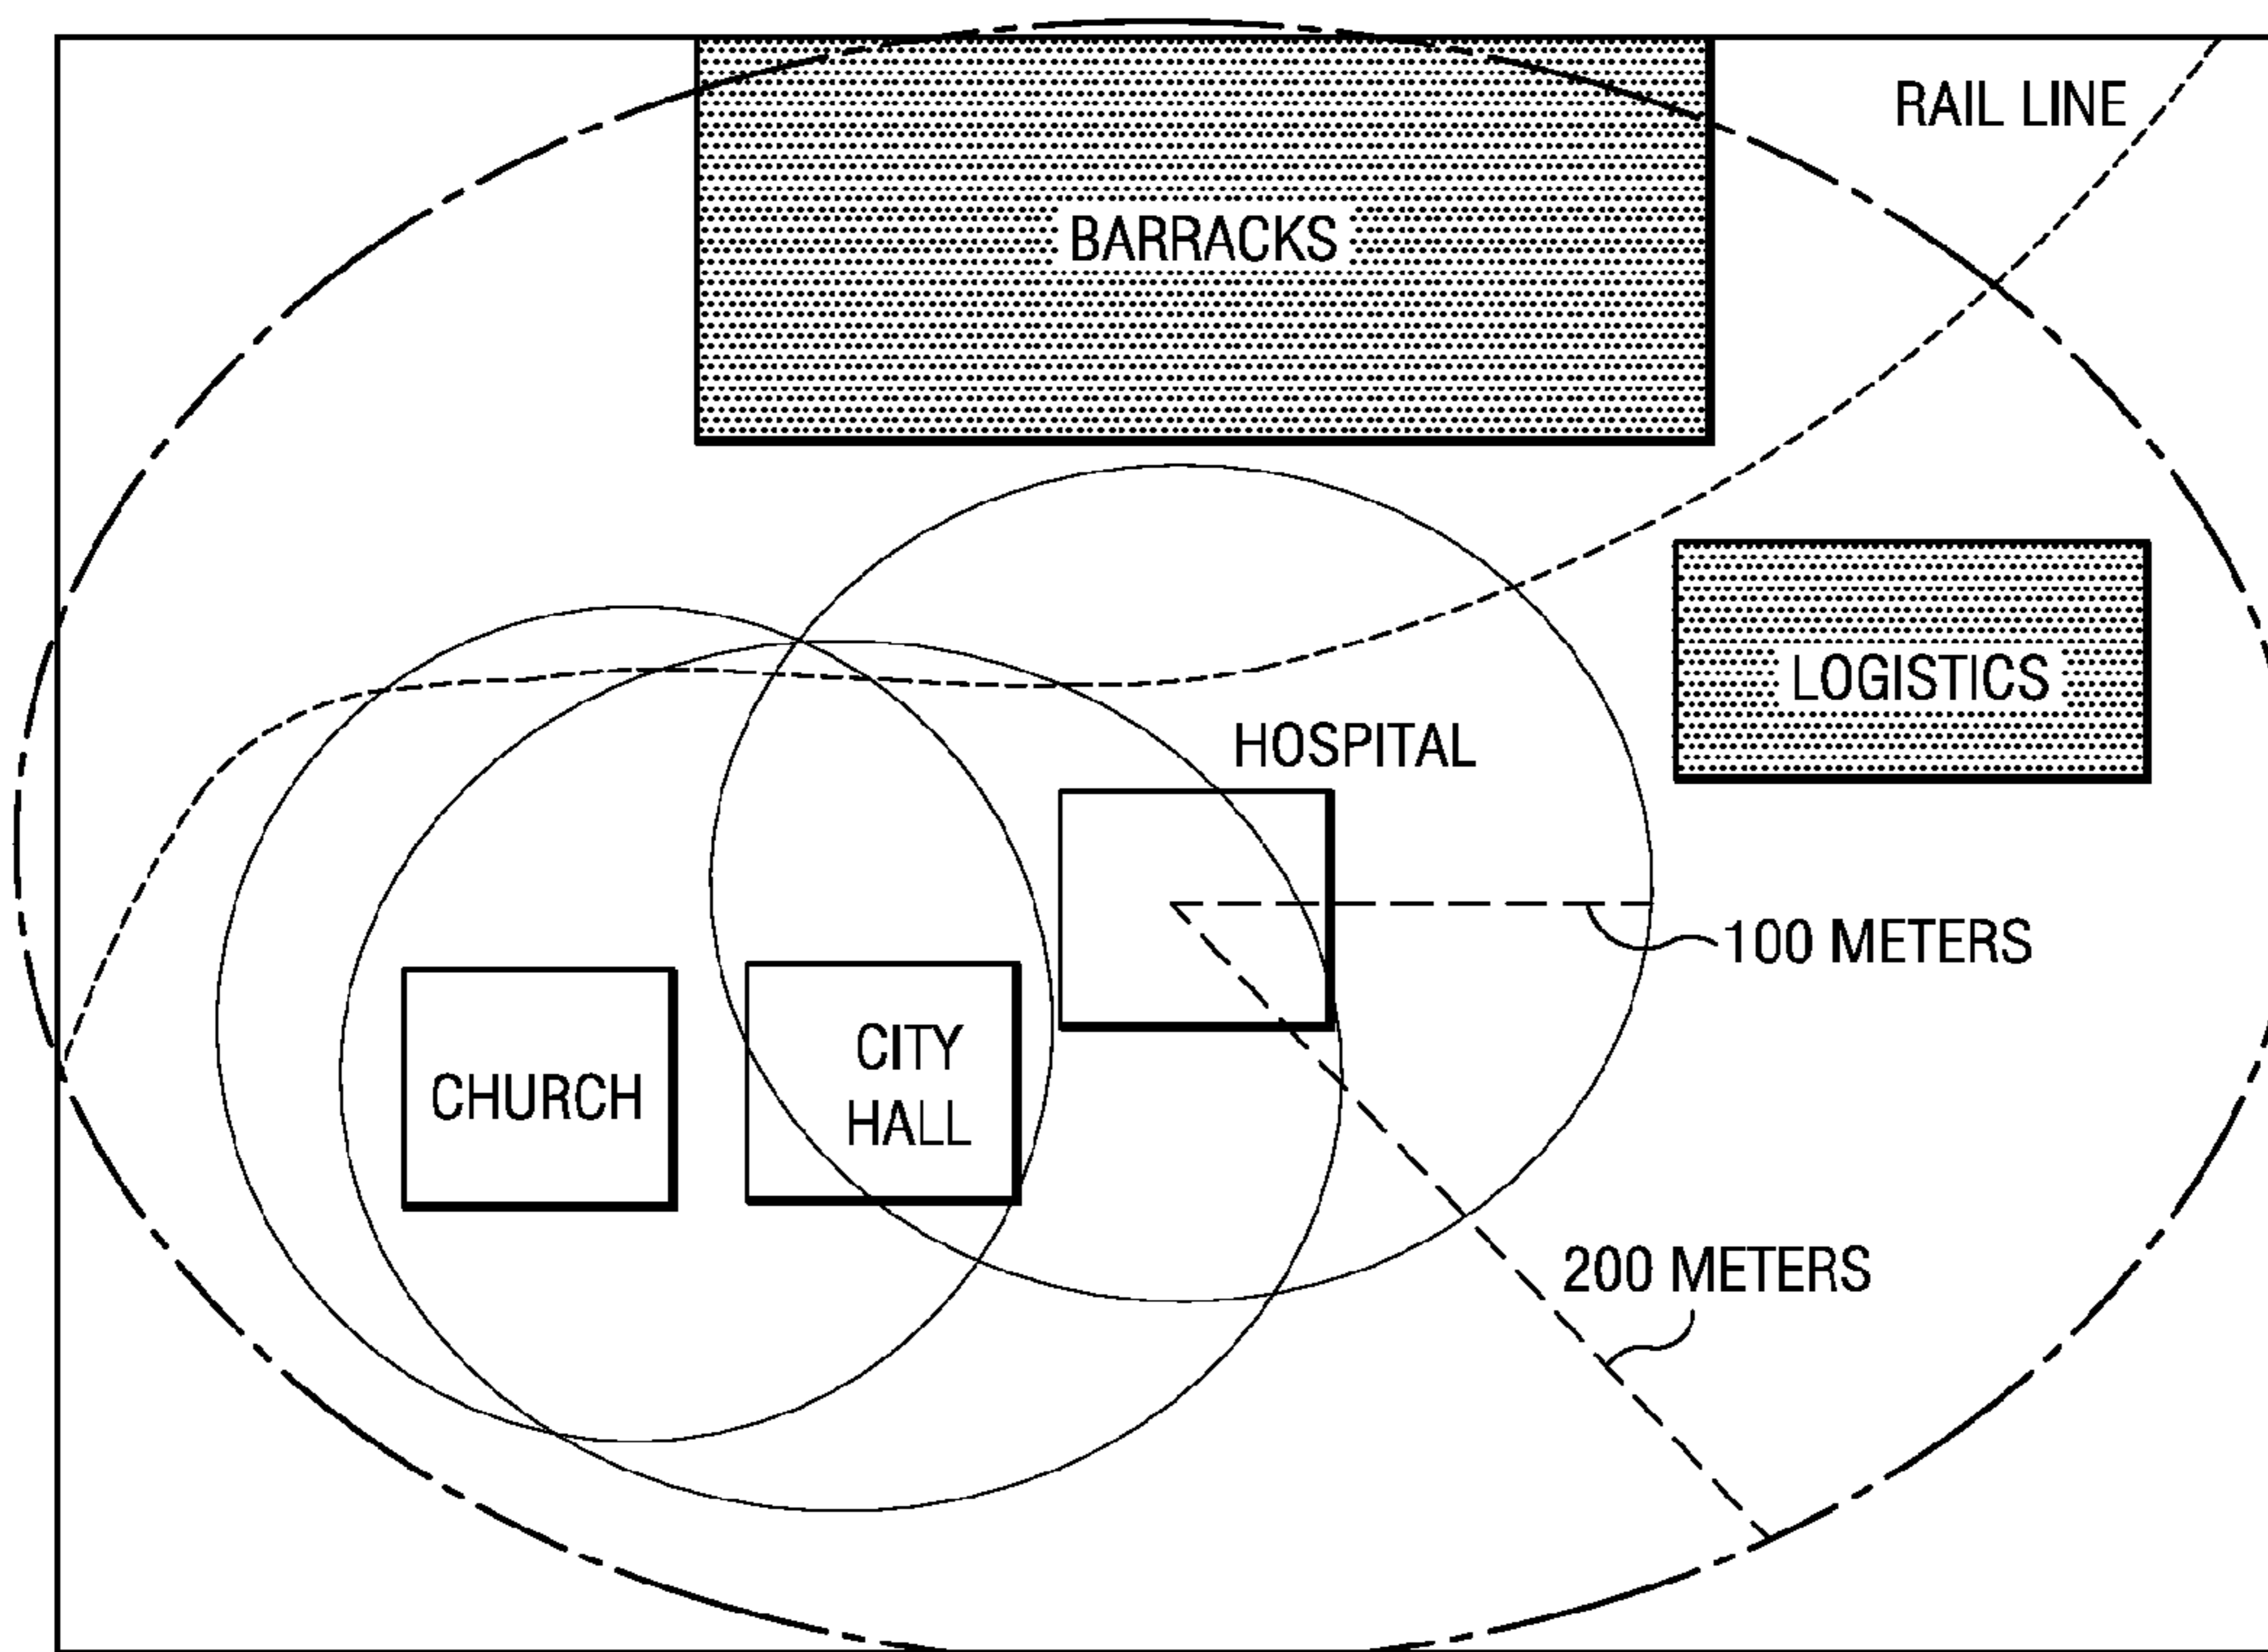 RAIL LINE
BARRACKS
LOGISTICS
HOSPITAL
100 METERS
CITY
HALL
CHURCH
200 METERS